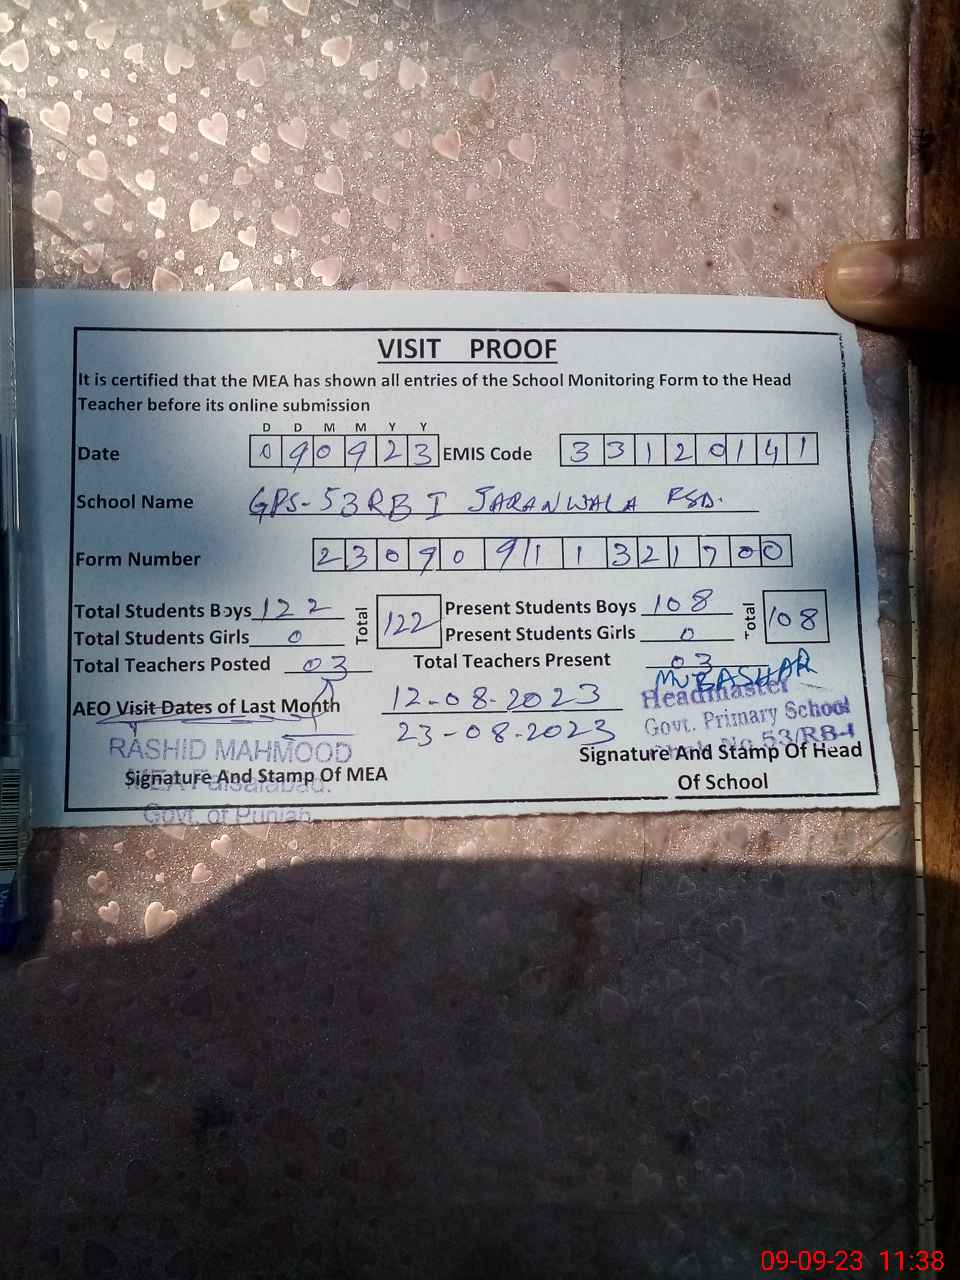 VISIT PROOF
It is certified that the MEA has shown all entries of the School Monitoring Form to the Head
Teacher before its online submission
D D M M Y Y
Date 0 9 0 9 2 3 EMIS Code 3 3 1 2 0 1 4 1
School Name GPS-53RB I JARANWALA FSD.
Form Number 2 3 0 9 0 9 1 1 3 2 1 7 0 0
Total Students Boys 122 Total 122 Present Students Boys 108 Total 108
Total Students Girls 0 Present Students Girls 0
Total Teachers Posted 03 Total Teachers Present 03
MUBASHAR
AEO Visit Dates of Last Month 12-08-2023 Headmaster
23-08-2023 Govt. Primary School
RASHID MAHMOOD No 53/RB-I
Signature And Stamp Of MEA Signature And Stamp Of Head
Of School
MEA Faisalabad.
Govt. of Punjab
09-09-23 11:38